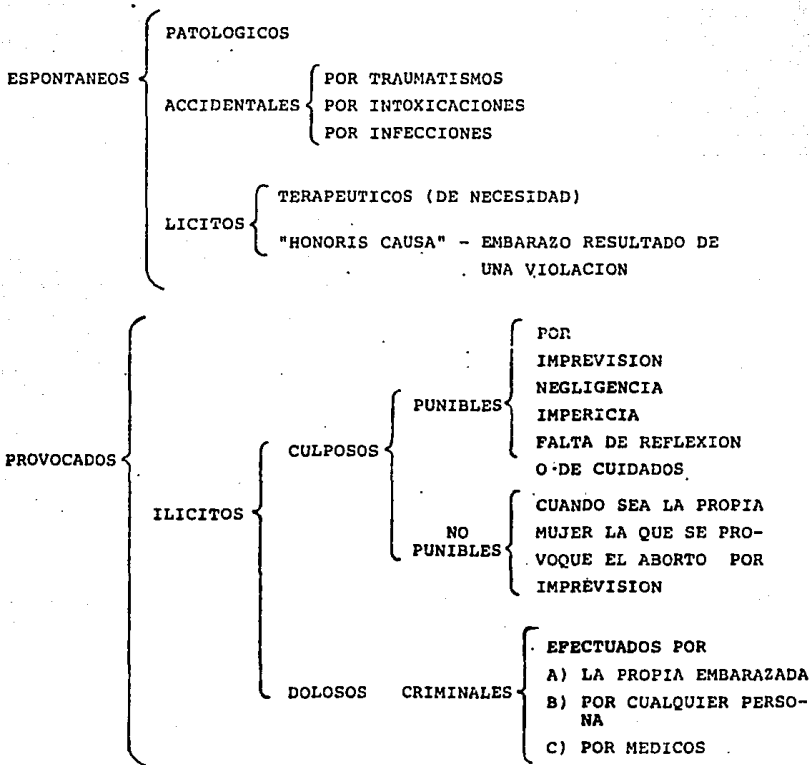 PATOLOGICOS
ESPONTANEOS
ACCIDENTALES
POR TRAUMATISMOS
POR INTOXICACIONES
POR INFECCIONES
LICITOS
TERAPEUTICOS (DE NECESIDAD)
"HONORIS CAUSA" - EMBARAZO RESULTADO DE
UNA VIOLACION
PROVOCADOS
ILICITOS
CULPOSOS
PUNIBLES
POR
IMPREVISION
NEGLIGENCIA
IMPERICIA
FALTA DE REFLEXION
O DE CUIDADOS
NO
PUNIBLES
CUANDO SEA LA PROPIA
MUJER LA QUE SE PRO-
VOQUE EL ABORTO POR
IMPREVISION
DOLOSOS CRIMINALES
EFECTUADOS POR
A) LA PROPIA EMBARAZADA
B) POR CUALQUIER PERSO-
NA
C) POR MEDICOS